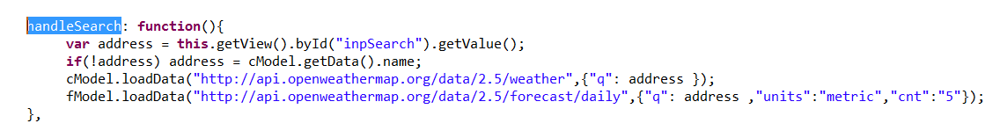 handleSearch: function(){
var address = this.getView().byId("inpSearch").getValue();
if(!address) address = cModel.getData().name;
cModel.loadData("http://api.openweathermap.org/data/2.5/weather",{"q": address });
fModel.loadData("http://api.openweathermap.org/data/2.5/forecast/daily",{"q": address ,"units":"metric","cnt":"5"});
},